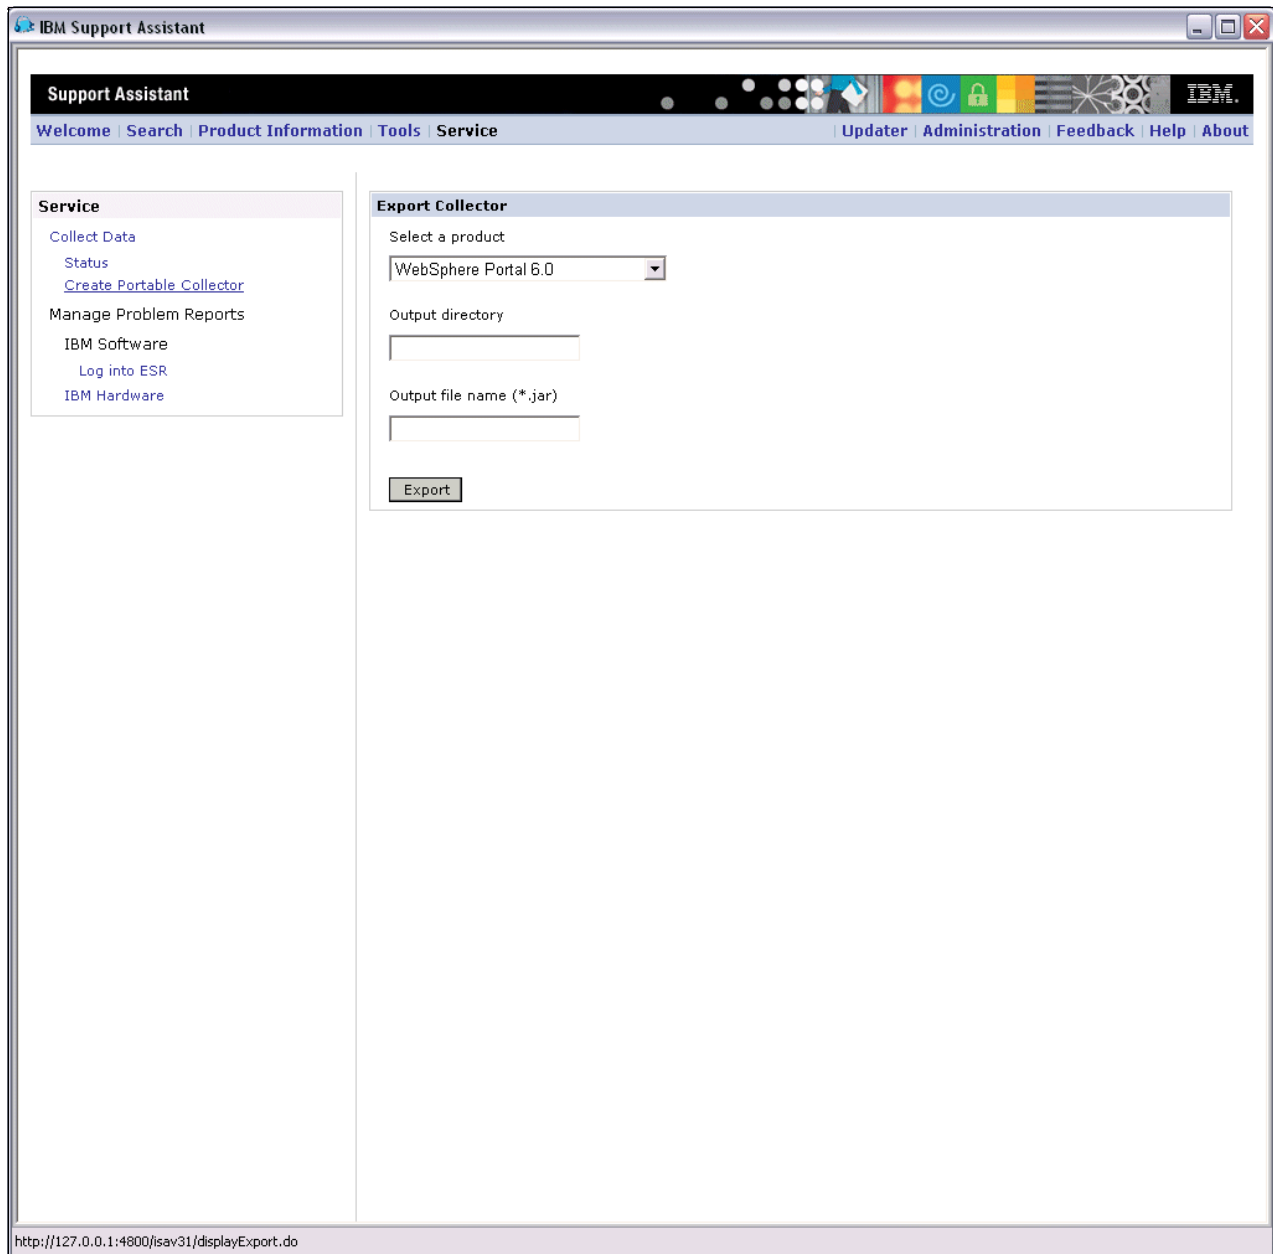 IBM Support Assistant
Support Assistant
IBM.
Welcome | Search | Product Information | Tools | Service | Updater | Administration | Feedback | Help | About
Service
Collect Data
Status
Create Portable Collector
Manage Problem Reports
IBM Software
Log into ESR
IBM Hardware
Export Collector
Select a product
WebSphere Portal 6.0
Output directory
Output file name (*.jar)
Export
http://127.0.0.1:4800/isav31/displayExport.do